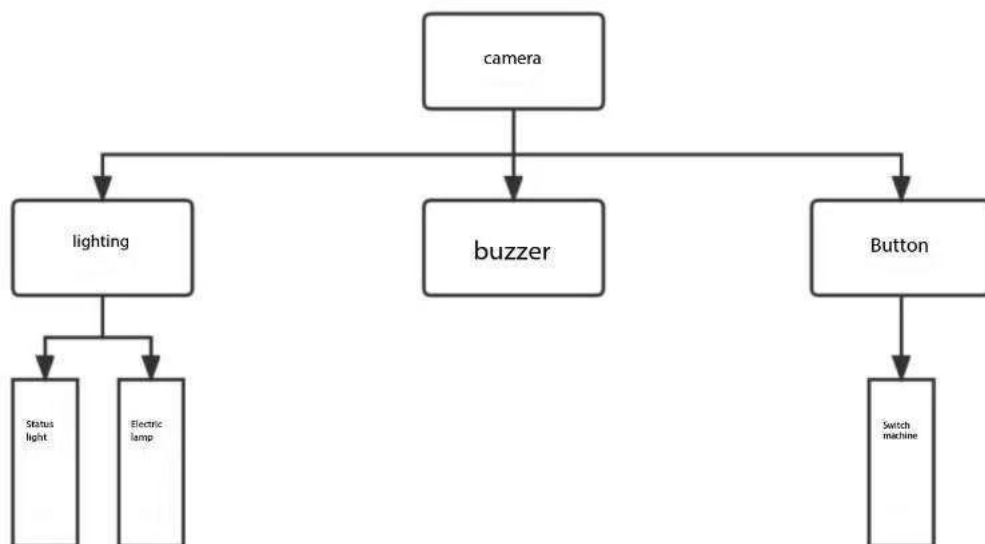 camera
lighting
buzzer
Button
Status
light
Electric
lamp
Switch
machine